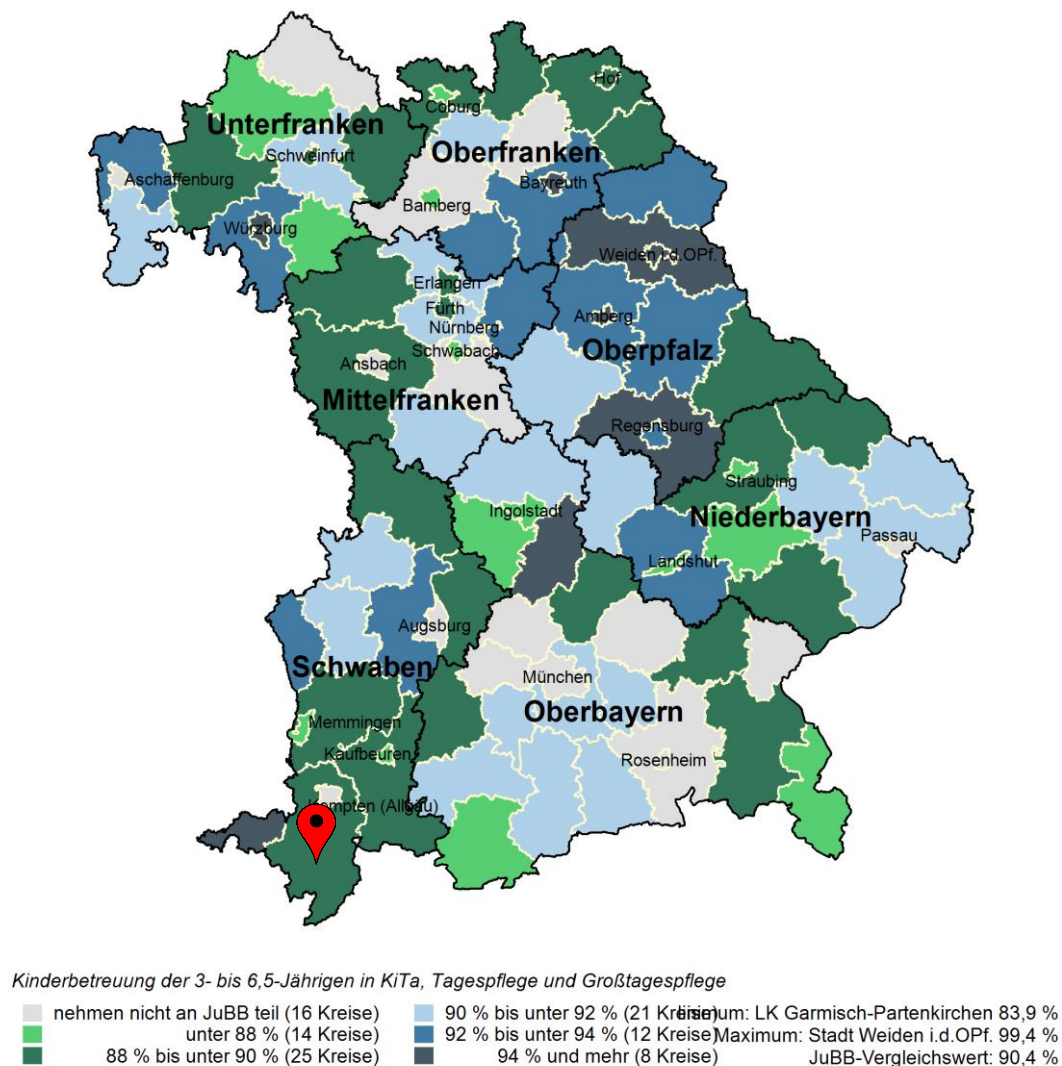 Hof
Coburg
Unterfranken
Oberfranken
Schweinfurt
Aschaffenburg
Bayreuth
Bamberg
Würzburg
Weiden i.d.OPf.
Erlangen
Fürth
Amberg
Nürnberg
Schwabach
Oberpfalz
Ansbach
Mittelfranken
Regensburg
Straubing
Ingolstadt
Niederbayern
Passau
Landshut
Augsburg
Schwaben
München
Oberbayern
Memmingen
Kaufbeuren
Rosenheim
Kempten (Allgäu)
Kinderbetreuung der 3- bis 6,5-Jährigen in KiTa, Tagespflege und Großtagespflege
nehmen nicht an JuBB teil (16 Kreise) 90 % bis unter 92 % (21 Kreise) LK Garmisch-Partenkirchen 83,9 %
unter 88 % (14 Kreise) 92 % bis unter 94 % (12 Kreise) Maximum: Stadt Weiden i.d.OPf. 99,4 %
88 % bis unter 90 % (25 Kreise) 94 % und mehr (8 Kreise) JuBB-Vergleichswert: 90,4 %